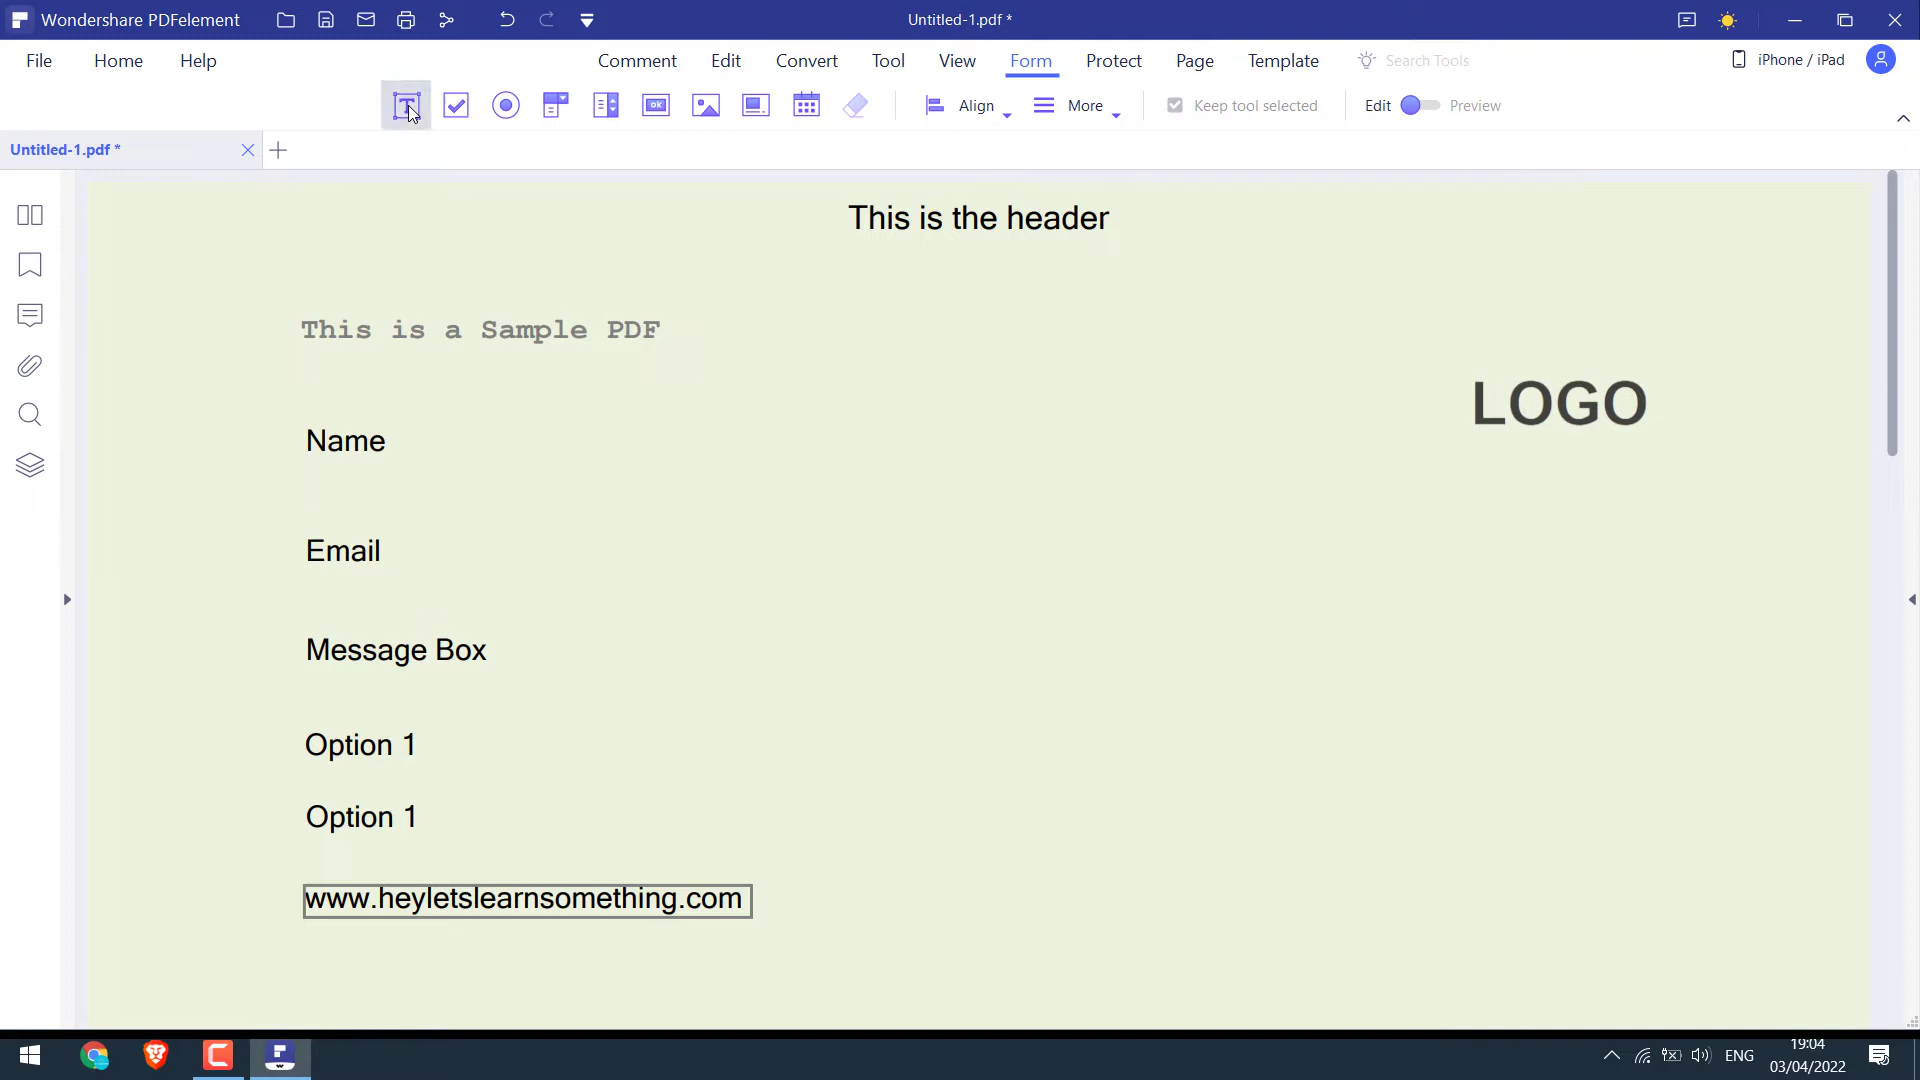 Wondershare PDFelement
Untitled-1.pdf *
File Home Help Comment Edit Convert Tool View Form Protect Page Template Search Tools iPhone / iPad
OK Align More Keep tool selected Edit Preview
Untitled-1.pdf *
This is the header
This is a Sample PDF
LOGO
Name
Email
Message Box
Option 1
Option 1
www.heyletslearnsomething.com
ENG
19:04
03/04/2022